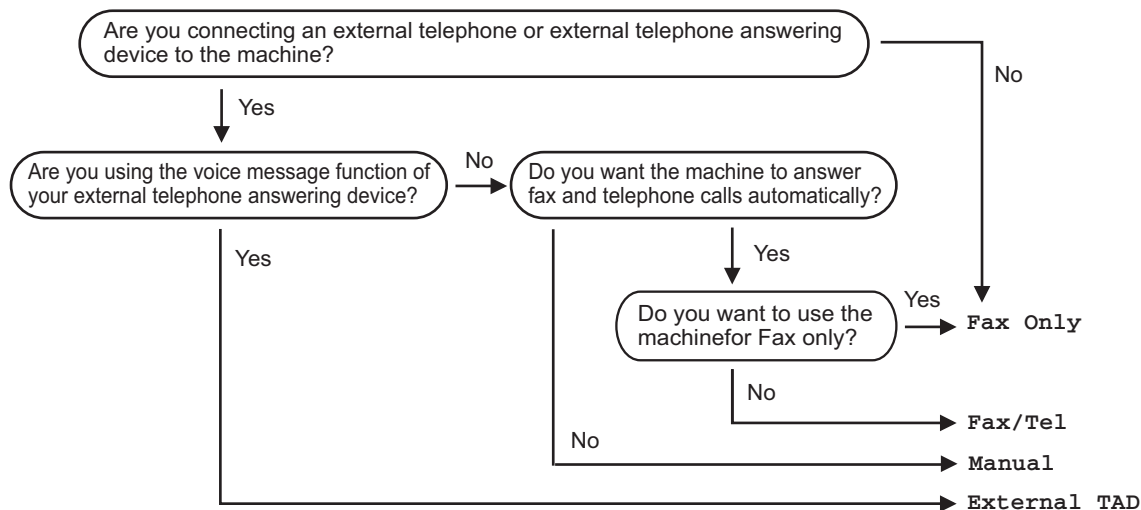 Are you connecting an external telephone or external telephone answering
device to the machine?
No
Yes
Are you using the voice message function of
your external telephone answering device?
No
Do you want the machine to answer
fax and telephone calls automatically?
Yes
Yes
Do you want to use the
machinefor Fax only?
Yes
Fax Only
No
Fax/Tel
No
Manual
External TAD